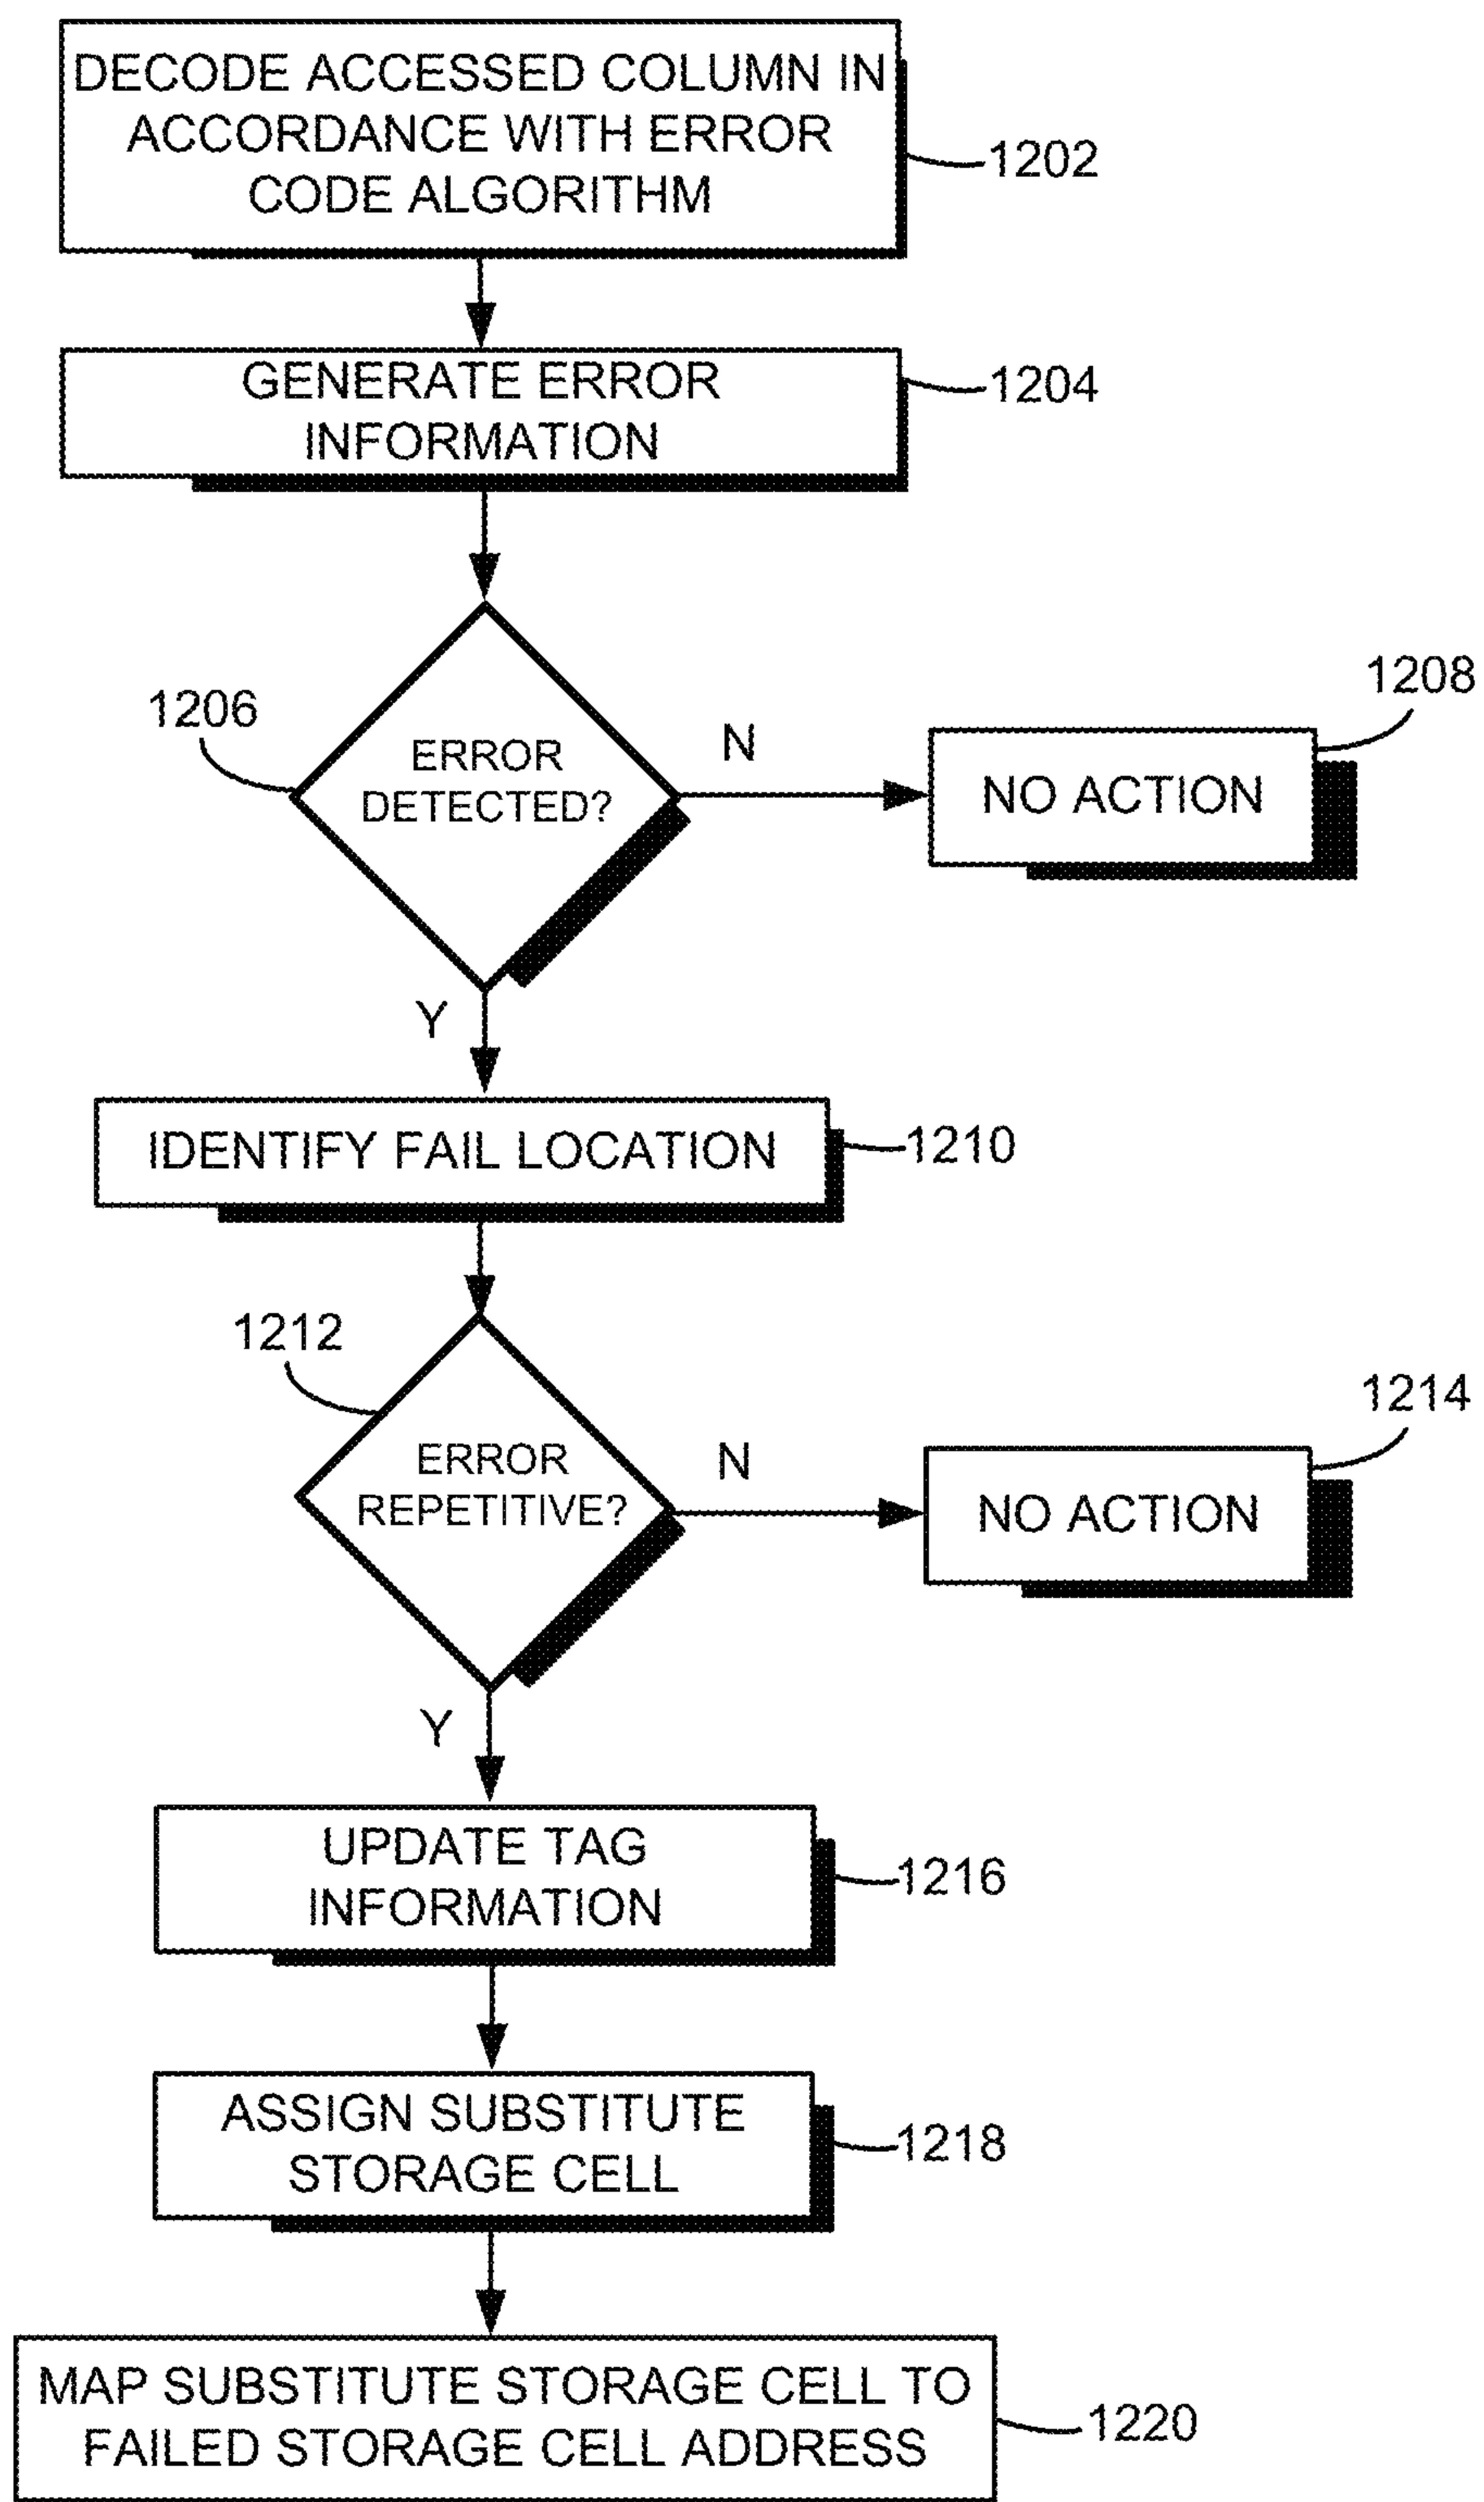 DECODE ACCESSED COLUMN IN
ACCORDANCE WITH ERROR
CODE ALGORITHM
1202
GENERATE ERROR
INFORMATION
1204
1206
ERROR
DETECTED?
N
1208
NO ACTION
Y
IDENTIFY FAIL LOCATION
1210
1212
ERROR
REPETITIVE?
N
1214
NO ACTION
Y
UPDATE TAG
INFORMATION
1216
ASSIGN SUBSTITUTE
STORAGE CELL
1218
MAP SUBSTITUTE STORAGE CELL TO
FAILED STORAGE CELL ADDRESS
1220